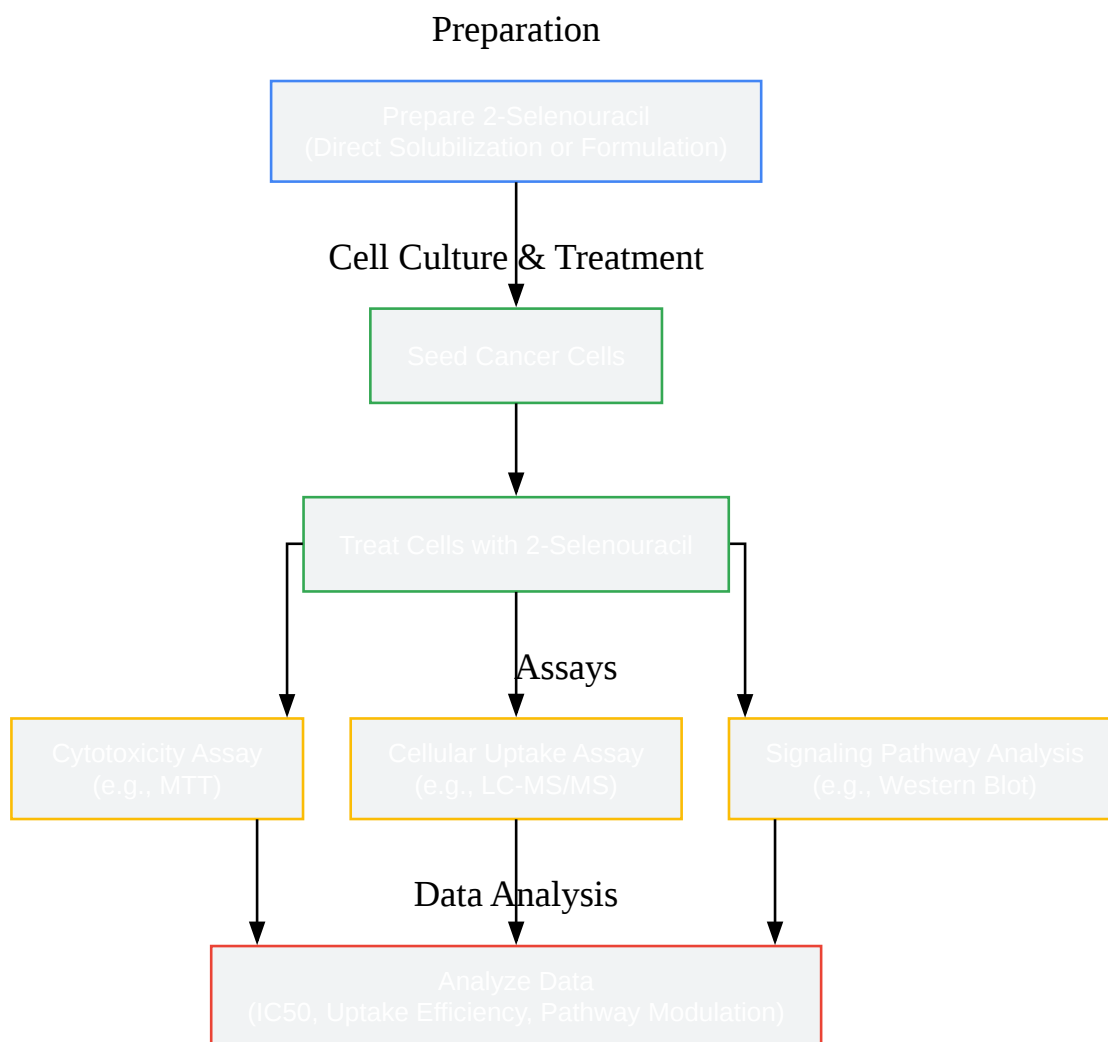 Preparation
Prepare 2-Selenouracil
(Direct Solubilization or Formulation)
Cell Culture & Treatment
Seed Cancer Cells
Treat Cells with 2-Selenouracil
Assays
Cytotoxicity Assay
(e.g., MTT)
Cellular Uptake Assay
(e.g., LC-MS/MS)
Signaling Pathway Analysis
(e.g., Western Blot)
Data Analysis
Analyze Data
(IC50, Uptake Efficiency, Pathway Modulation)